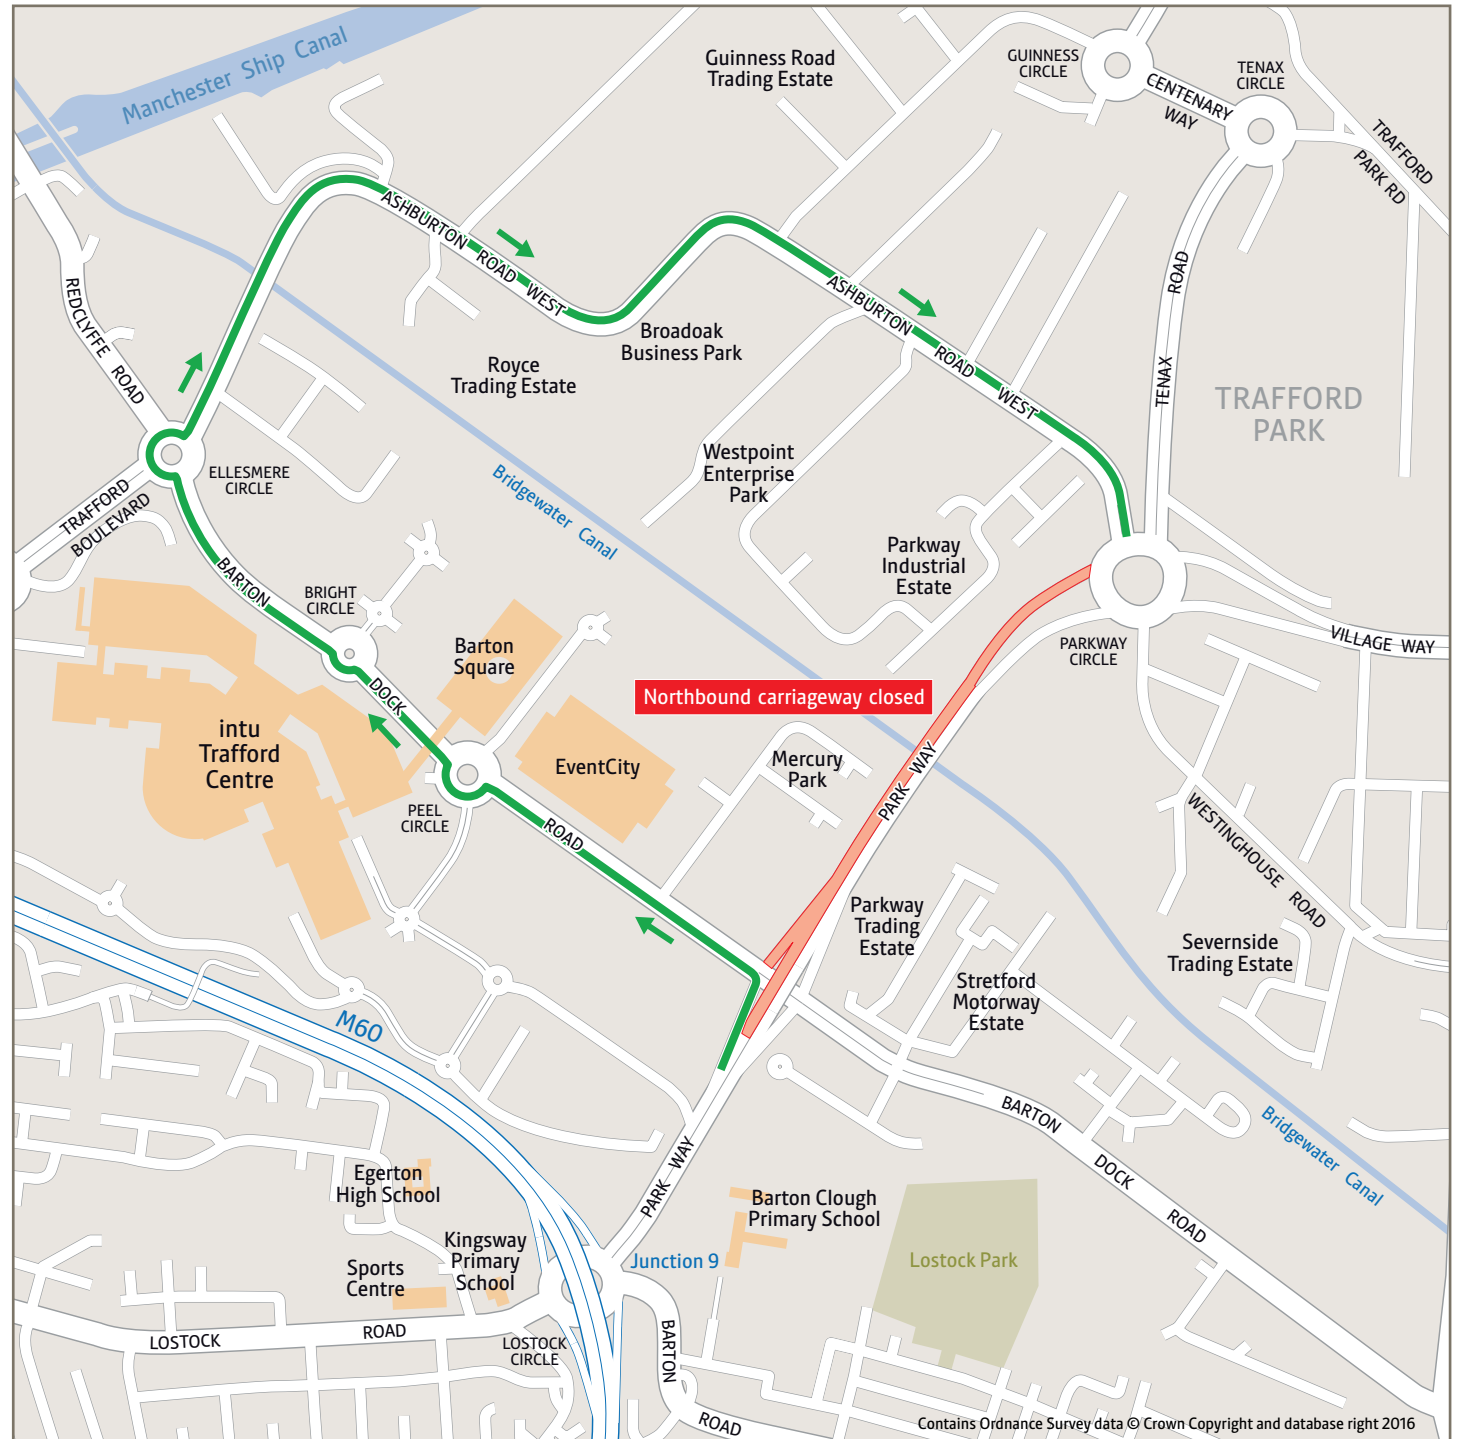 Manchester Ship Canal
Guinness Road
Trading Estate
GUINNESS
CIRCLE
TENAX
CIRCLE
CENTENARY
WAY
TRAFFORD
PARK RD
ASHBURTON ROAD WEST
REDCLYFFE ROAD
Royce
Trading Estate
Broadoak
Business Park
ASHBURTON ROAD WEST
TENAX ROAD
TRAFFORD
PARK
ELLESMERE
CIRCLE
TRAFFORD
BOULEVARD
Westpoint
Enterprise
Park
Bridgewater Canal
Parkway
Industrial
Estate
BARTON DOCK ROAD
BRIGHT
CIRCLE
Barton
Square
PARKWAY
CIRCLE
VILLAGE WAY
Northbound carriageway closed
intu
Trafford
Centre
EventCity
Mercury
Park
PARK WAY
PEEL
CIRCLE
WESTINGHOUSE ROAD
Parkway
Trading
Estate
Severnside
Trading Estate
Stretford
Motorway
Estate
M60
BARTON DOCK ROAD
Bridgewater Canal
Egerton
High School
PARK WAY
Barton Clough
Primary School
Kingsway
Primary
School
Junction 9
Lostock Park
Sports
Centre
LOSTOCK ROAD
LOSTOCK
CIRCLE
BARTON ROAD
Contains Ordnance Survey data © Crown Copyright and database right 2016